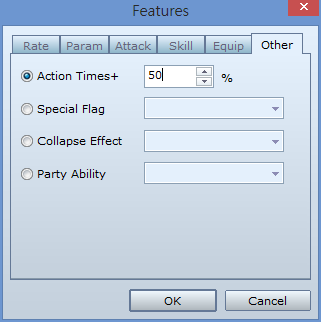 Features
Rate Param Attack Skill Equip Other
Action Times+ 50 %
Special Flag
Collapse Effect
Party Ability
OK Cancel